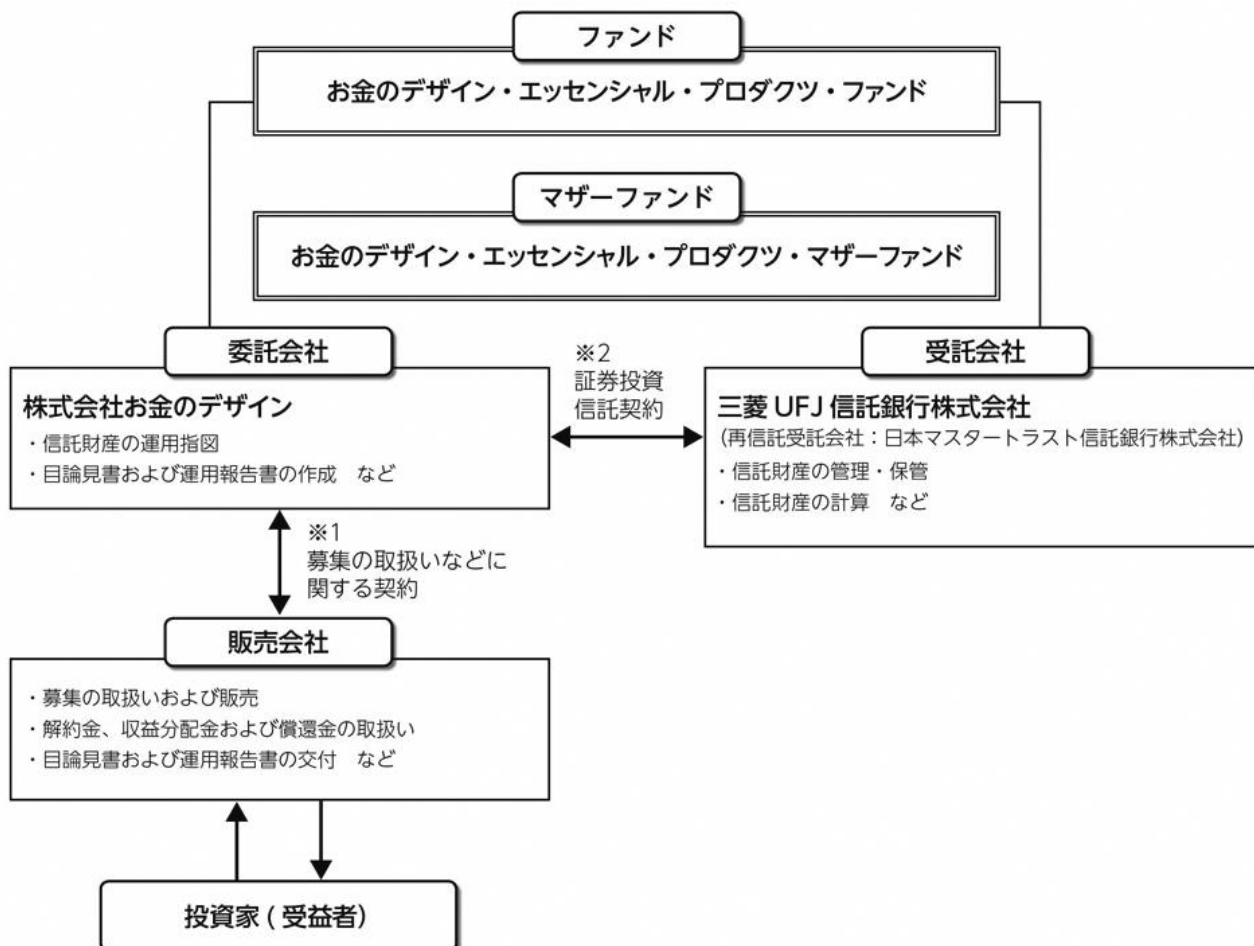 ファンド
お金のデザイン・エッセンシャル・プロダクツ・ファンド
マザーファンド
お金のデザイン・エッセンシャル・プロダクツ・マザーファンド
委託会社
株式会社お金のデザイン
・信託財産の運用指図
・目論見書および運用報告書の作成　など
※2
証券投資
信託契約
受託会社
三菱 UFJ 信託銀行株式会社
（再信託受託会社：日本マスタートラスト信託銀行株式会社）
・信託財産の管理・保管
・信託財産の計算　など
※1
募集の取扱いなどに
関する契約
販売会社
・募集の取扱いおよび販売
・解約金、収益分配金および償還金の取扱い
・目論見書および運用報告書の交付　など
投資家 ( 受益者）